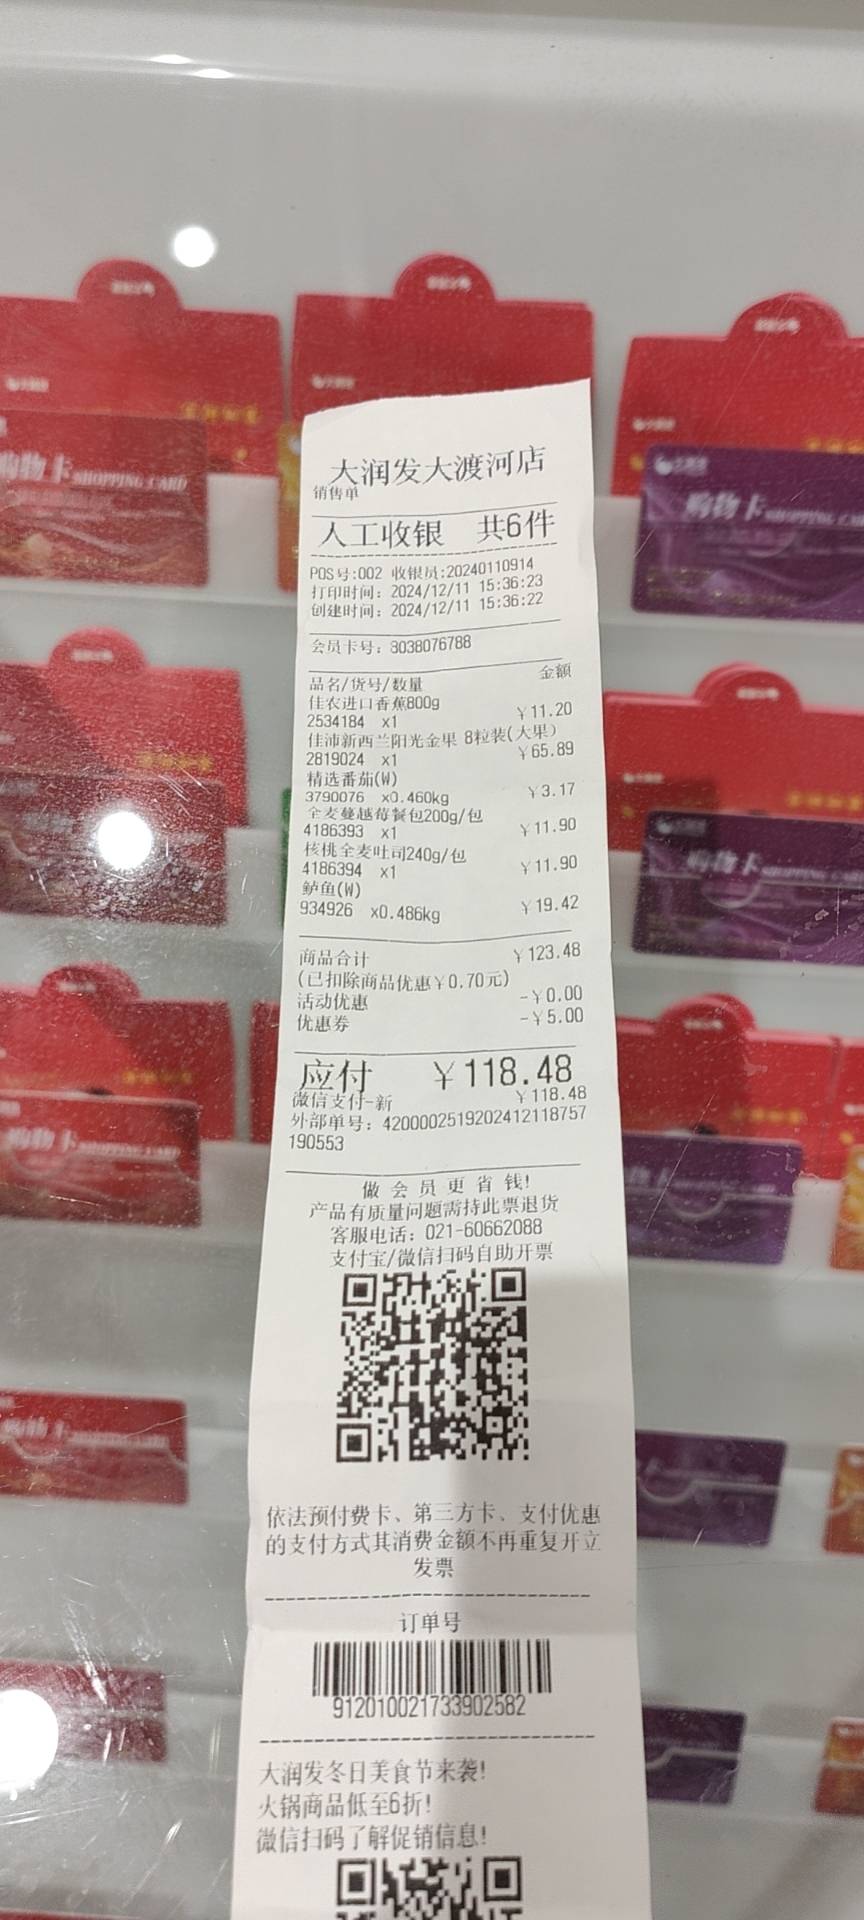 大润发大渡河店
销售单
人工收银 共6件
POS号:002 收银员:20240110914
打印时间: 2024/12/11 15:36:23
创建时间: 2024/12/11 15:36:22
会员卡号: 8038076788
品名/货号/数量 金额
佳农进口香蕉800g
2534184 x1 ￥11.20
佳沛新西兰阳光金果 8粒装(大果)
2819024 x1 ￥65.89
精选番茄(W)
3790076 x0.460kg ￥3.17
全麦蔓越莓餐包200g/包
4186393 x1 ￥11.90
核桃全麦吐司240g/包
4186394 x1 ￥11.90
鲈鱼(W)
934926 x0.486kg ￥19.42
商品合计 ￥123.48
(已扣除商品优惠￥0.70元)
活动优惠 -￥0.00
优惠券 -￥5.00
应付 ￥118.48
微信支付-新 ￥118.48
外部单号: 4200002519202412118757
190553
做会员更省钱!
产品有质量问题需持此票退货
客服电话: 021-60662088
支付宝/微信扫码自助开票
依法预付费卡、第三方卡、支付优惠
的支付方式其消费金额不再重复开立
发票
订单号
912010021733902582
大润发冬日美食节来袭!
火锅商品低至6折!
微信扫码了解促销信息!
购物卡 SHOPPING CARD
购物卡 SHOPPING CARD
购物卡
购物卡 SHOPPING CARD